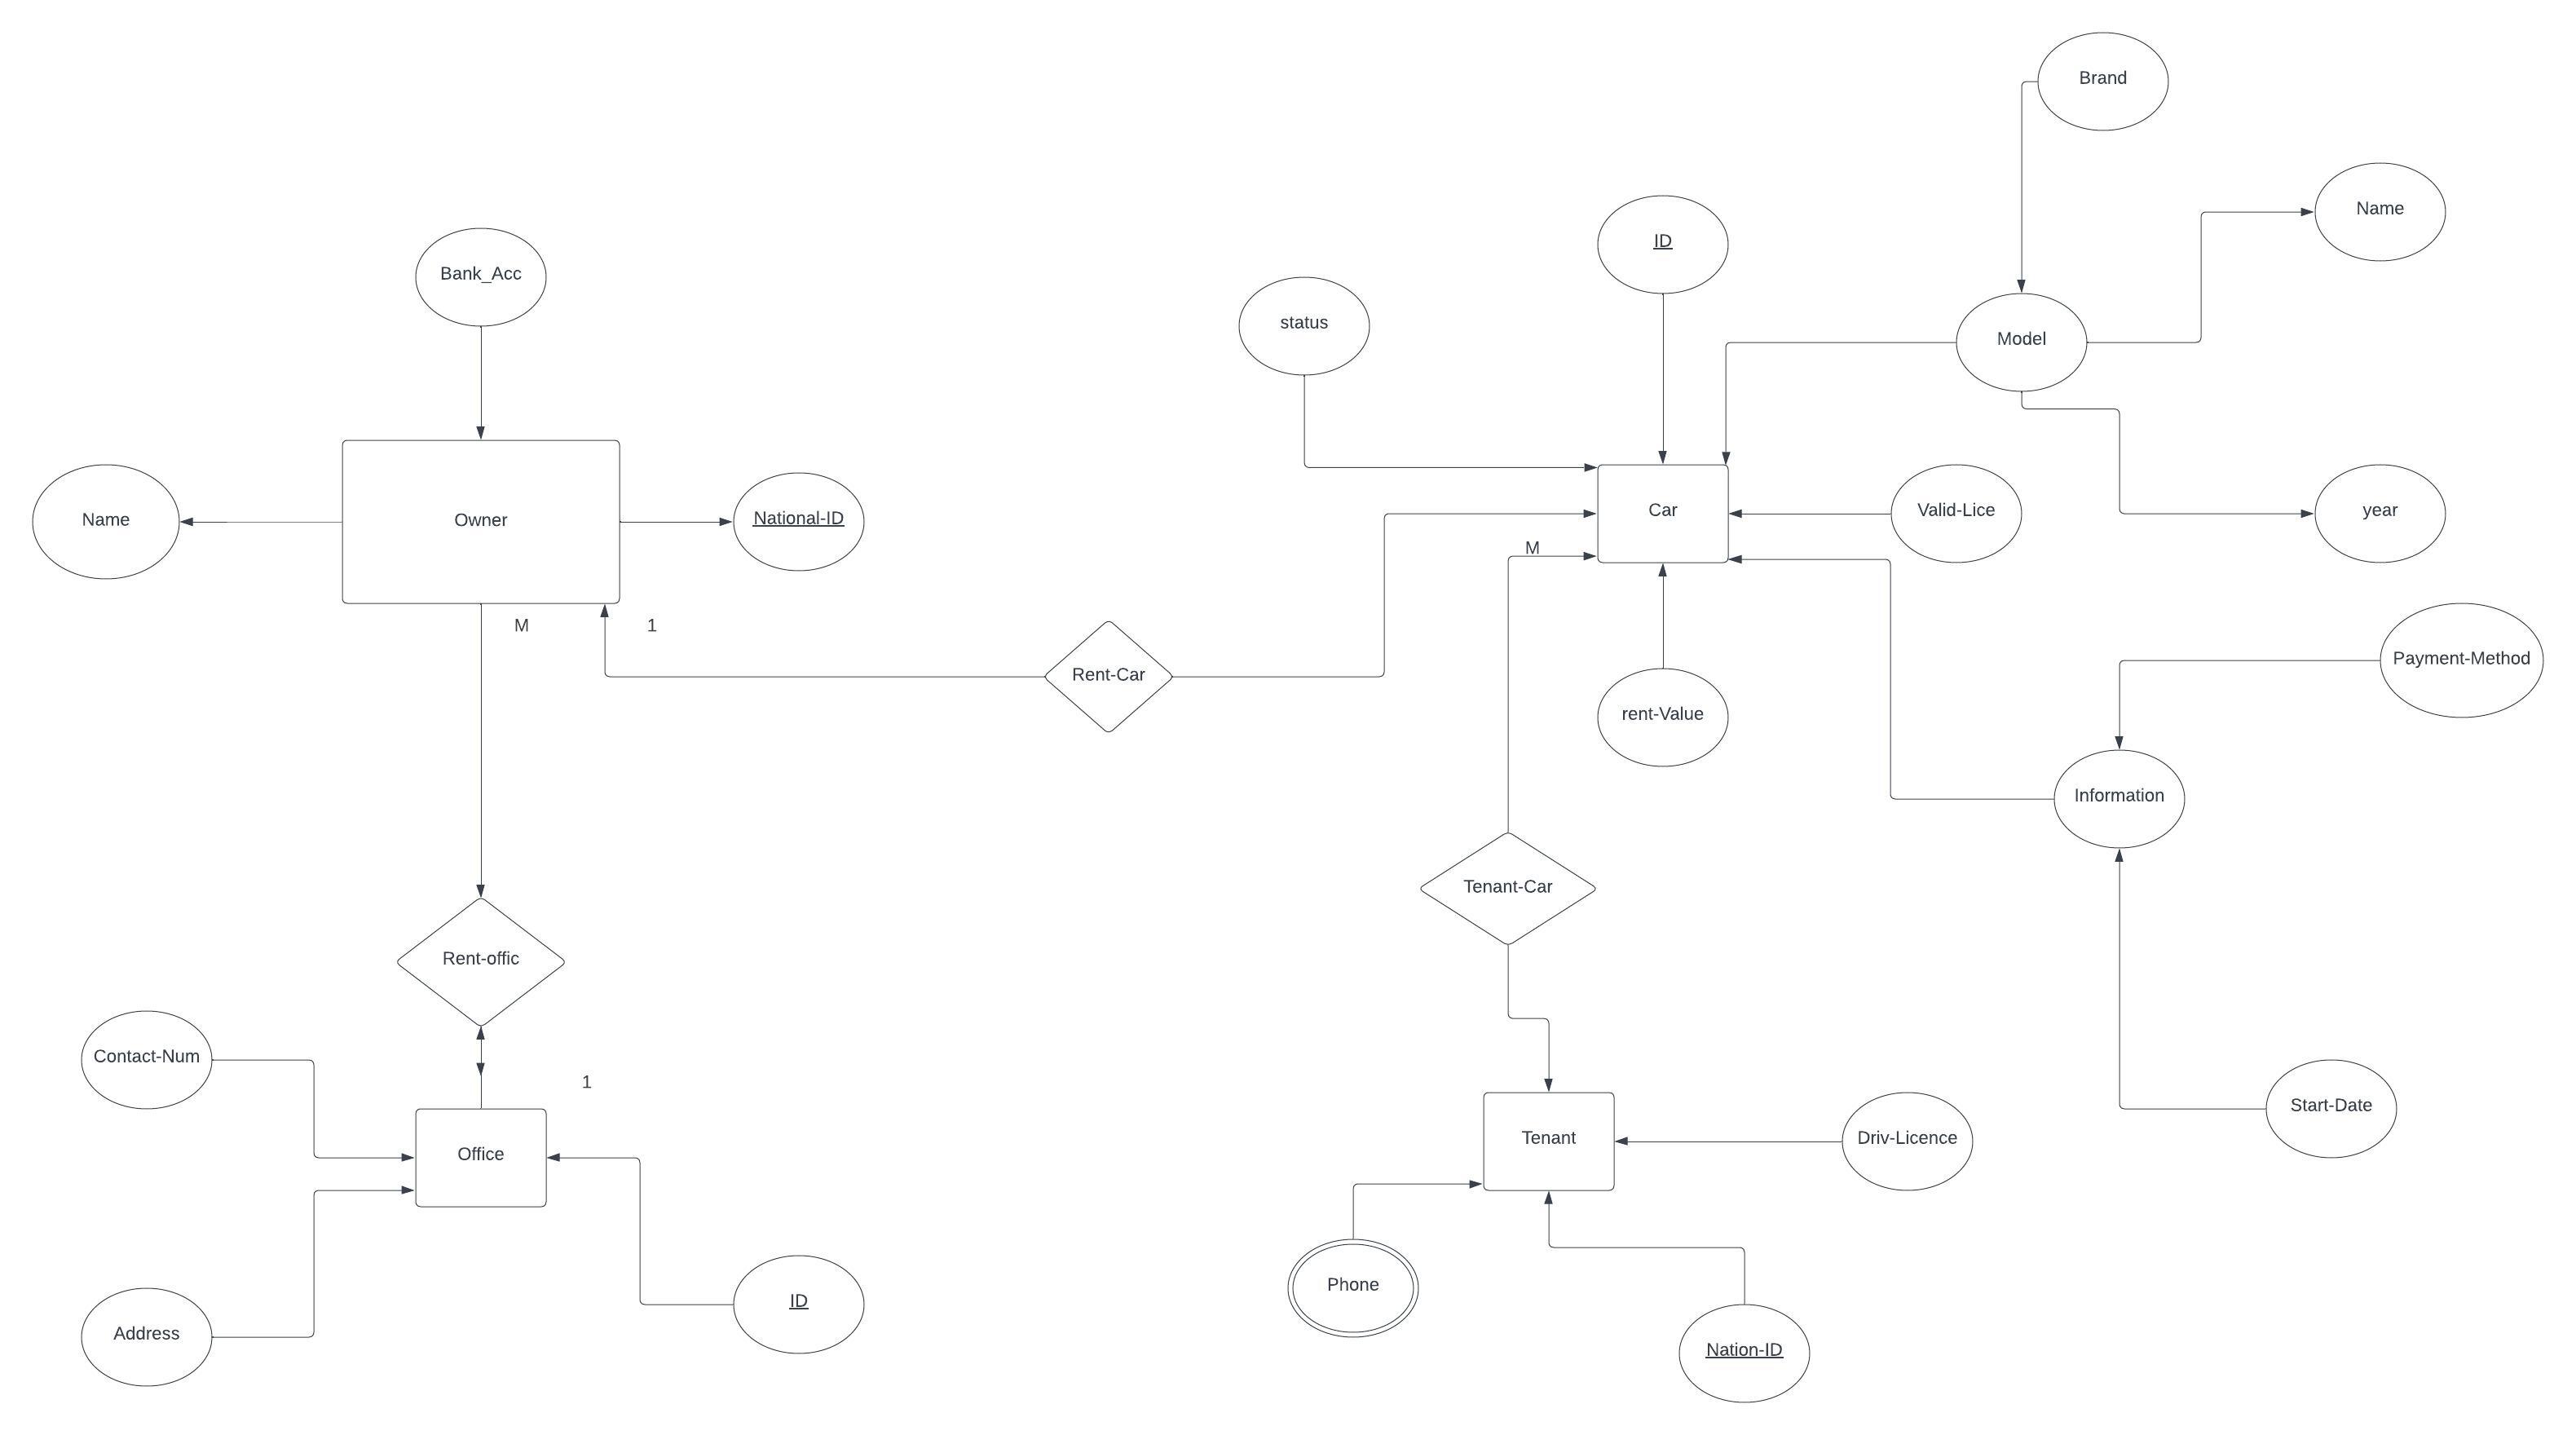 Brand
Name
ID
Bank_Acc
status
Model
Name
Owner
National-ID
Car
Valid-Lice
year
M
M
1
Rent-Car
rent-Value
Payment-Method
Information
Tenant-Car
Rent-offic
Contact-Num
1
Start-Date
Office
Tenant
Driv-Licence
Phone
ID
Address
Nation-ID